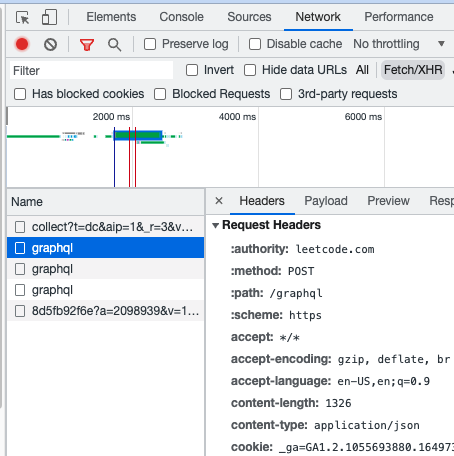 Elements Console Sources Network Performance
Preserve log Disable cache No throttling
Filter Invert Hide data URLs All Fetch/XHR
Has blocked cookies Blocked Requests 3rd-party requests
2000 ms 4000 ms 6000 ms
Name
collect?t=dc&aip=1&_r=3&v...
graphql
graphql
graphql
8d5fb92f6e?a=2098939&v=1...
× Headers Payload Preview Resp
Request Headers
:authority: leetcode.com
:method: POST
:path: /graphql
:scheme: https
accept: */*
accept-encoding: gzip, deflate, br
accept-language: en-US,en;q=0.9
content-length: 1326
content-type: application/json
cookie: _ga=GA1.2.1055693880.164973